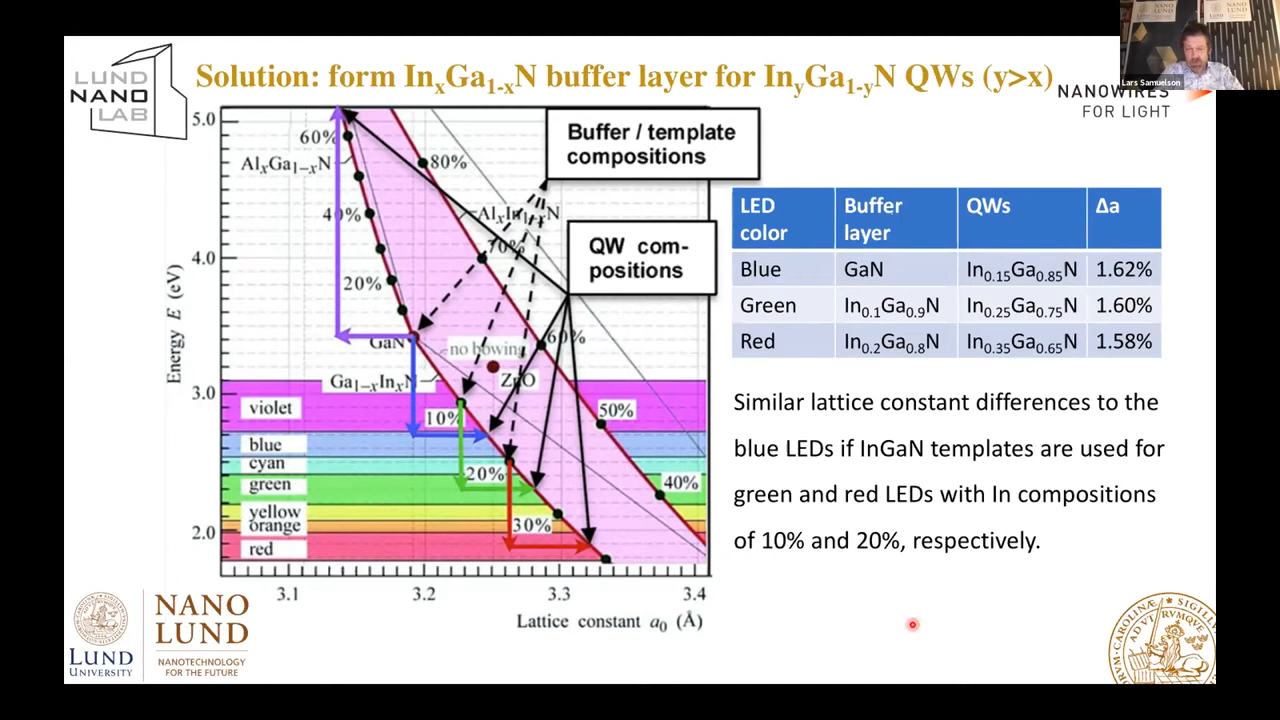 LUND
NANO
LAB
Solution: form InxGa1-xN buffer layer for InyGa1-yN QWs (y>x)
Lars Samuelson
NANOWIRES
FOR LIGHT
5.0
4.0
3.0
2.0
Energy E (eV)
60%
AlxGa1−xN
40%
20%
GaN
Ga1−xInxN
80%
AlxIn1−xN
70%
no bowing
60%
ZnO
10%
50%
20%
40%
30%
violet
blue
cyan
green
yellow
orange
red
3.1
3.2
3.3
3.4
Lattice constant a0 (Å)
Buffer / template
compositions
QW com-
positions
LED color
Buffer layer
QWs
Δa
Blue
GaN
In0.15Ga0.85N
1.62%
Green
In0.1Ga0.9N
In0.25Ga0.75N
1.60%
Red
In0.2Ga0.8N
In0.35Ga0.65N
1.58%
Similar lattice constant differences to the
blue LEDs if InGaN templates are used for
green and red LEDs with In compositions
of 10% and 20%, respectively.
LUND
UNIVERSITY
NANO
LUND
NANOTECHNOLOGY
FOR THE FUTURE